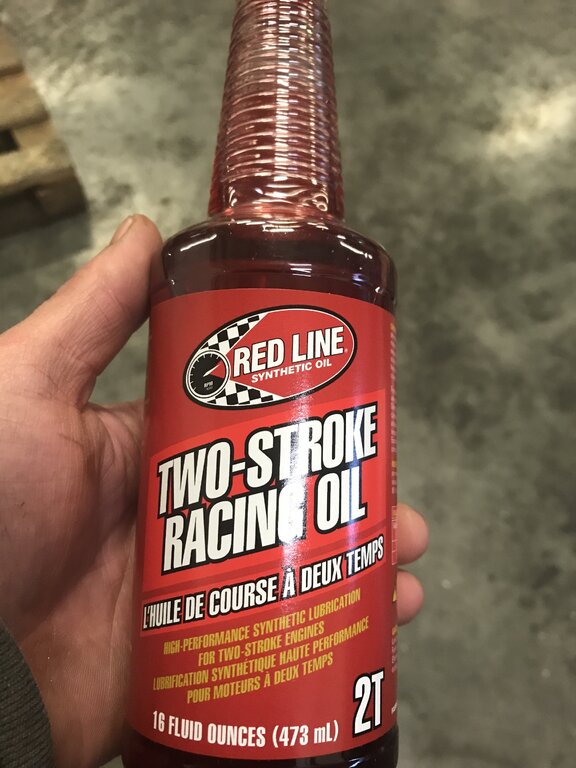 RED LINE®
SYNTHETIC OIL
RPM
TWO-STROKE
RACING OIL
L'HUILE DE COURSE À DEUX TEMPS
HIGH-PERFORMANCE SYNTHETIC LUBRICATION
FOR TWO-STROKE ENGINES
LUBRIFICATION SYNTHÉTIQUE HAUTE PERFORMANCE
POUR MOTEURS À DEUX TEMPS
16 FLUID OUNCES (473 mL)
2T